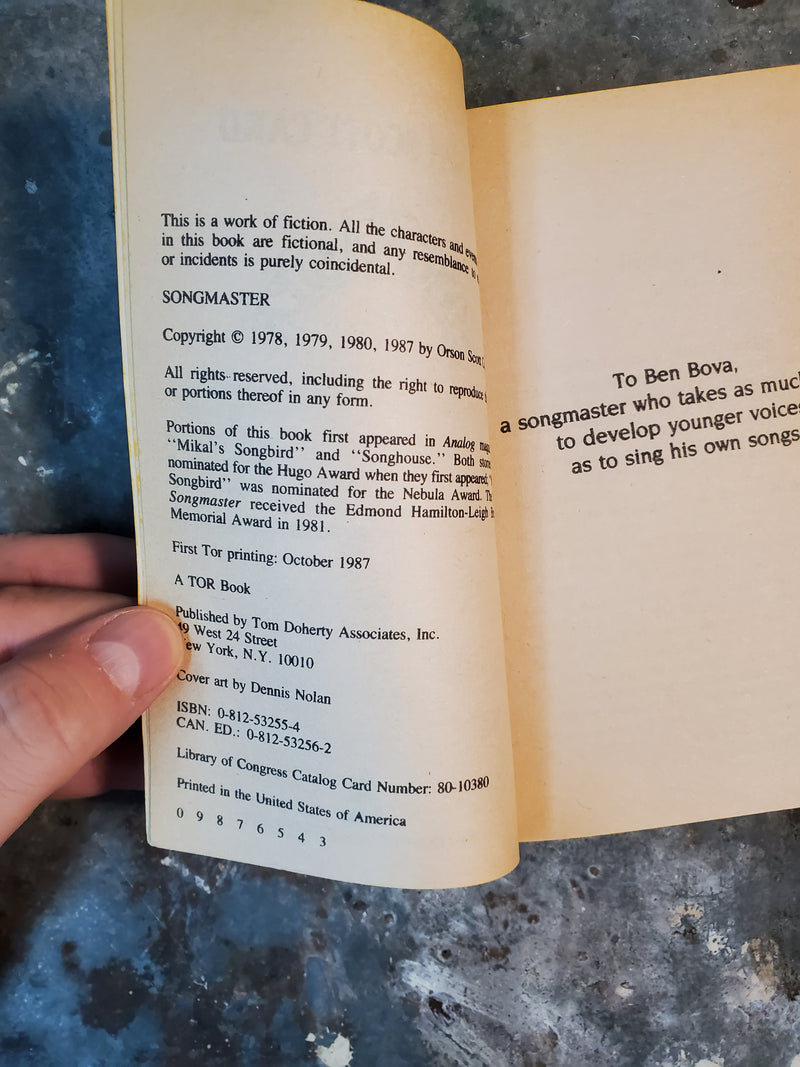 This is a work of fiction. All the characters and
in this book are fictional, and any resemblance
or incidents is purely coincidental.
SONGMASTER
Copyright © 1978, 1979, 1980, 1987 by Orson Scott
All rights reserved, including the right to reproduce
or portions thereof in any form.
Portions of this book first appeared in Analog
“Mikal's Songbird” and “Songhouse.” Both
nominated for the Hugo Award when they first appeared;
Songbird” was nominated for the Nebula Award.
Songmaster received the Edmond Hamilton-Leigh
Memorial Award in 1981.
First Tor printing: October 1987
A TOR Book
Published by Tom Doherty Associates, Inc.
49 West 24 Street
New York, N.Y. 10010
Cover art by Dennis Nolan
ISBN: 0-812-53255-4
CAN. ED.: 0-812-53256-2
Library of Congress Catalog Card Number: 80-10380
Printed in the United States of America
0 9 8 7 6 5 4 3
To Ben Bova,
a songmaster who takes as much
to develop younger voices
as to sing his own songs